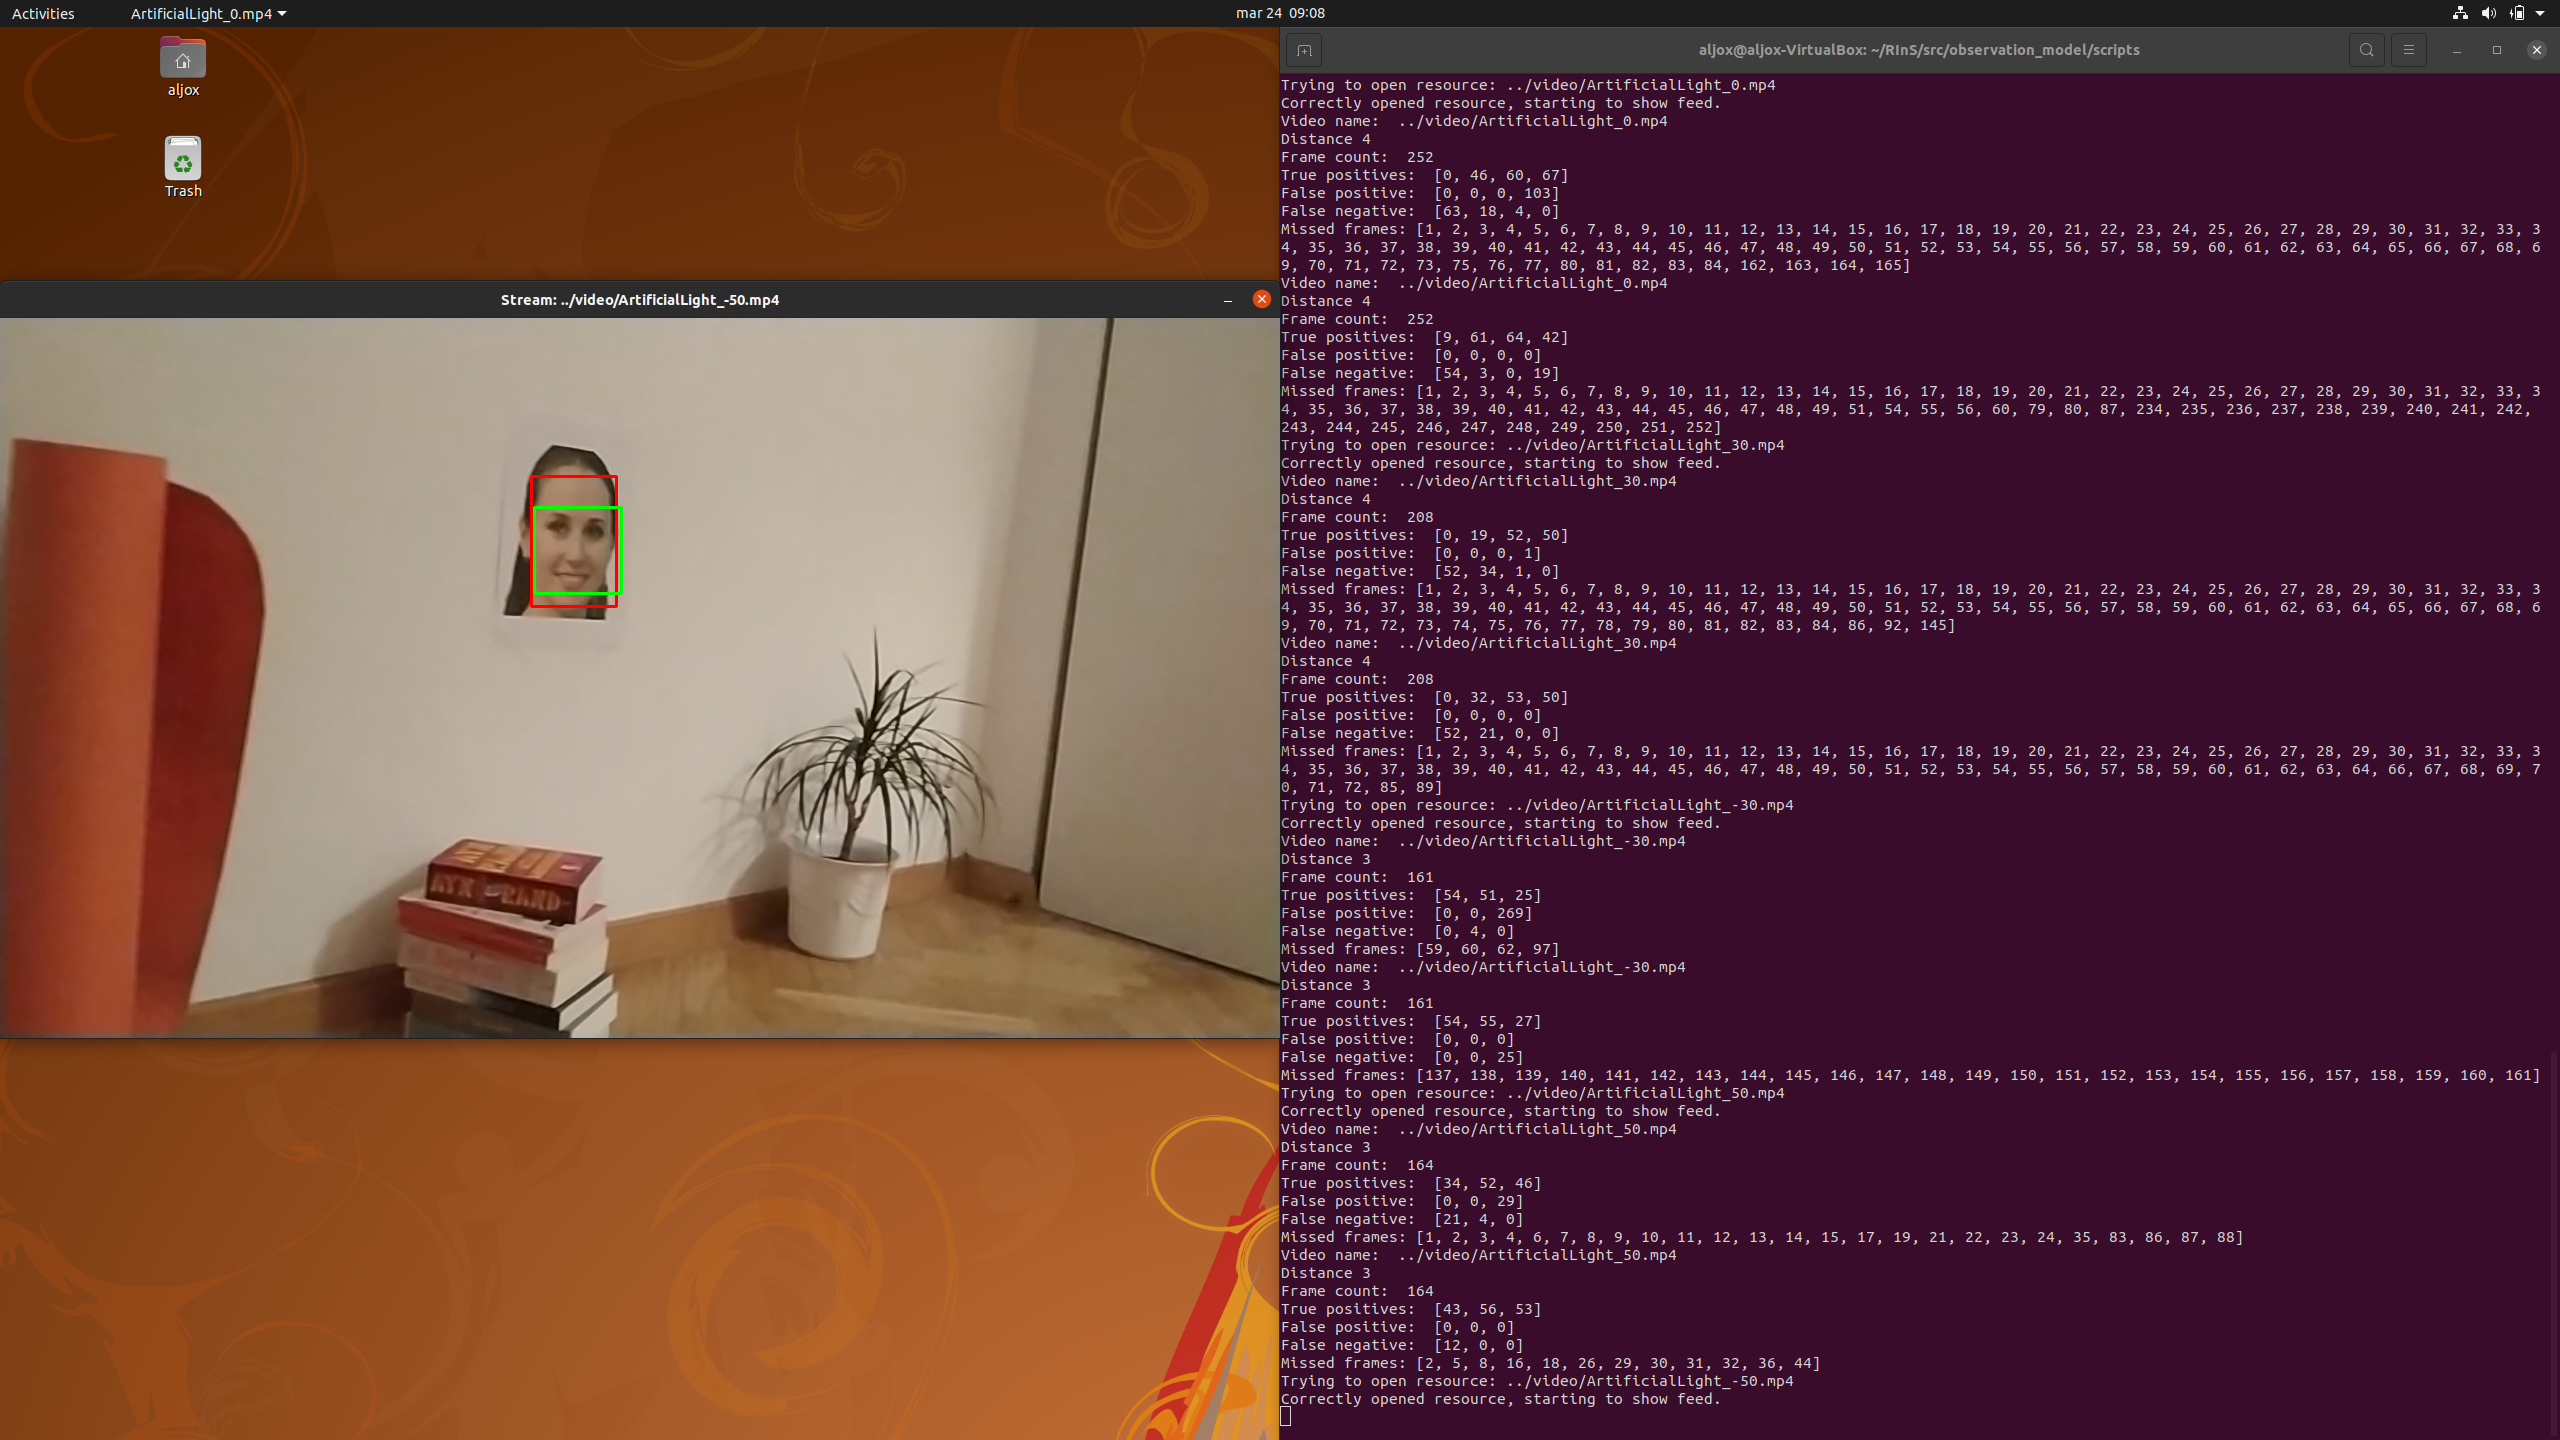 Activities
ArtificialLight_0.mp4
mar 24 09:08
aljox
Trash
Stream: ../video/ArtificialLight_-50.mp4
AYN RAND
aljox@aljox-VirtualBox: ~/RInS/src/observation_model/scripts
Trying to open resource: ../video/ArtificialLight_0.mp4
Correctly opened resource, starting to show feed.
Video name:  ../video/ArtificialLight_0.mp4
Distance 4
Frame count:  252
True positives:  [0, 46, 60, 67]
False positive:  [0, 0, 0, 103]
False negative:  [63, 18, 4, 0]
Missed frames: [1, 2, 3, 4, 5, 6, 7, 8, 9, 10, 11, 12, 13, 14, 15, 16, 17, 18, 19, 20, 21, 22, 23, 24, 25, 26, 27, 28, 29, 30, 31, 32, 33, 3
4, 35, 36, 37, 38, 39, 40, 41, 42, 43, 44, 45, 46, 47, 48, 49, 50, 51, 52, 53, 54, 55, 56, 57, 58, 59, 60, 61, 62, 63, 64, 65, 66, 67, 68, 6
9, 70, 71, 72, 73, 75, 76, 77, 80, 81, 82, 83, 84, 162, 163, 164, 165]
Video name:  ../video/ArtificialLight_0.mp4
Distance 4
Frame count:  252
True positives:  [9, 61, 64, 42]
False positive:  [0, 0, 0, 0]
False negative:  [54, 3, 0, 19]
Missed frames: [1, 2, 3, 4, 5, 6, 7, 8, 9, 10, 11, 12, 13, 14, 15, 16, 17, 18, 19, 20, 21, 22, 23, 24, 25, 26, 27, 28, 29, 30, 31, 32, 33, 3
4, 35, 36, 37, 38, 39, 40, 41, 42, 43, 44, 45, 46, 47, 48, 49, 51, 54, 55, 56, 60, 79, 80, 87, 234, 235, 236, 237, 238, 239, 240, 241, 242,
243, 244, 245, 246, 247, 248, 249, 250, 251, 252]
Trying to open resource: ../video/ArtificialLight_30.mp4
Correctly opened resource, starting to show feed.
Video name:  ../video/ArtificialLight_30.mp4
Distance 4
Frame count:  208
True positives:  [0, 19, 52, 50]
False positive:  [0, 0, 0, 1]
False negative:  [52, 34, 1, 0]
Missed frames: [1, 2, 3, 4, 5, 6, 7, 8, 9, 10, 11, 12, 13, 14, 15, 16, 17, 18, 19, 20, 21, 22, 23, 24, 25, 26, 27, 28, 29, 30, 31, 32, 33, 3
4, 35, 36, 37, 38, 39, 40, 41, 42, 43, 44, 45, 46, 47, 48, 49, 50, 51, 52, 53, 54, 55, 56, 57, 58, 59, 60, 61, 62, 63, 64, 65, 66, 67, 68, 6
9, 70, 71, 72, 73, 74, 75, 76, 77, 78, 79, 80, 81, 82, 83, 84, 86, 92, 145]
Video name:  ../video/ArtificialLight_30.mp4
Distance 4
Frame count:  208
True positives:  [0, 32, 53, 50]
False positive:  [0, 0, 0, 0]
False negative:  [52, 21, 0, 0]
Missed frames: [1, 2, 3, 4, 5, 6, 7, 8, 9, 10, 11, 12, 13, 14, 15, 16, 17, 18, 19, 20, 21, 22, 23, 24, 25, 26, 27, 28, 29, 30, 31, 32, 33, 3
4, 35, 36, 37, 38, 39, 40, 41, 42, 43, 44, 45, 46, 47, 48, 49, 50, 51, 52, 53, 54, 55, 56, 57, 58, 59, 60, 61, 62, 63, 64, 66, 67, 68, 69, 7
0, 71, 72, 85, 89]
Trying to open resource: ../video/ArtificialLight_-30.mp4
Correctly opened resource, starting to show feed.
Video name:  ../video/ArtificialLight_-30.mp4
Distance 3
Frame count:  161
True positives:  [54, 51, 25]
False positive:  [0, 0, 269]
False negative:  [0, 4, 0]
Missed frames: [59, 60, 62, 97]
Video name:  ../video/ArtificialLight_-30.mp4
Distance 3
Frame count:  161
True positives:  [54, 55, 27]
False positive:  [0, 0, 0]
False negative:  [0, 0, 25]
Missed frames: [137, 138, 139, 140, 141, 142, 143, 144, 145, 146, 147, 148, 149, 150, 151, 152, 153, 154, 155, 156, 157, 158, 159, 160, 161]
Trying to open resource: ../video/ArtificialLight_50.mp4
Correctly opened resource, starting to show feed.
Video name:  ../video/ArtificialLight_50.mp4
Distance 3
Frame count:  164
True positives:  [34, 52, 46]
False positive:  [0, 0, 29]
False negative:  [21, 4, 0]
Missed frames: [1, 2, 3, 4, 6, 7, 8, 9, 10, 11, 12, 13, 14, 15, 17, 19, 21, 22, 23, 24, 35, 83, 86, 87, 88]
Video name:  ../video/ArtificialLight_50.mp4
Distance 3
Frame count:  164
True positives:  [43, 56, 53]
False positive:  [0, 0, 0]
False negative:  [12, 0, 0]
Missed frames: [2, 5, 8, 16, 18, 26, 29, 30, 31, 32, 36, 44]
Trying to open resource: ../video/ArtificialLight_-50.mp4
Correctly opened resource, starting to show feed.